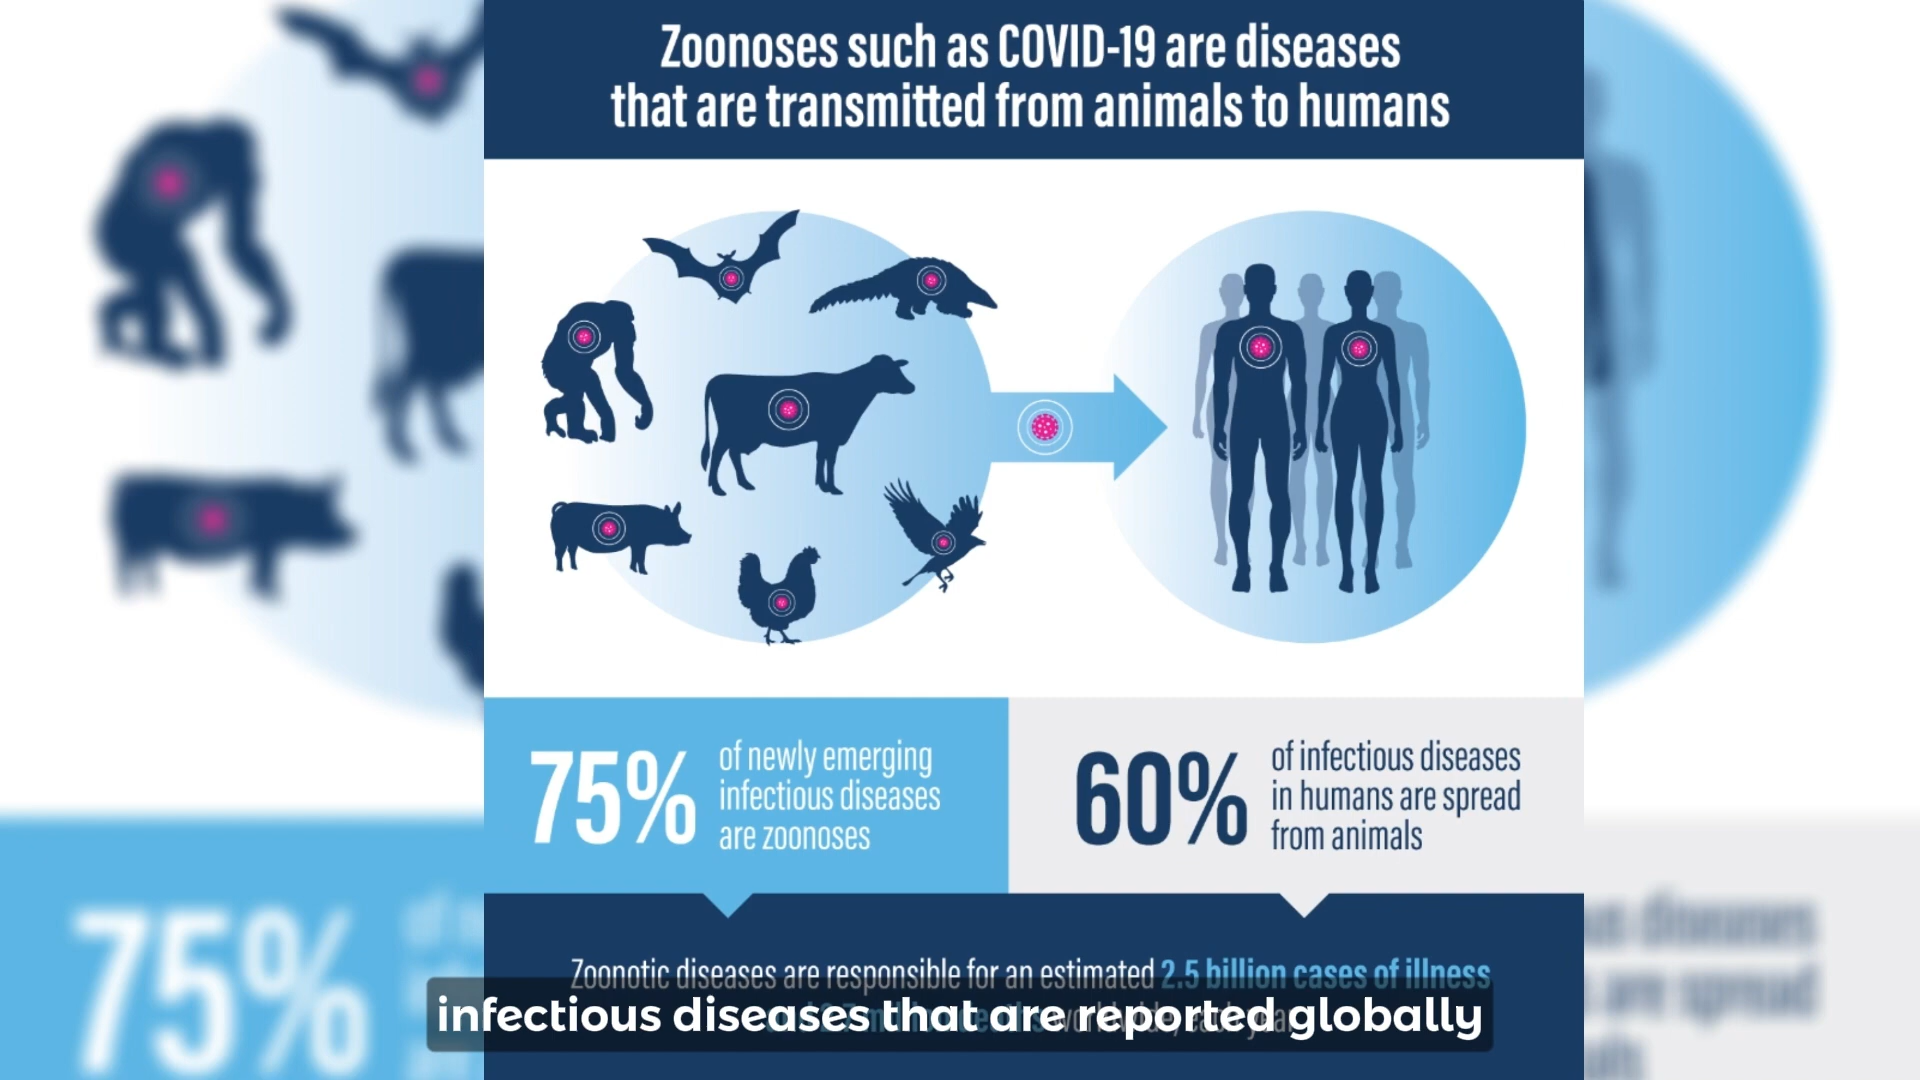 Zoonoses such as COVID-19 are diseases
that are transmitted from animals to humans
75%
of newly emerging
infectious diseases
are zoonoses
60%
of infectious diseases
in humans are spread
from animals
Zoonotic diseases are responsible for an estimated 2.5 billion cases of illness
infectious diseases that are reported globally
75%